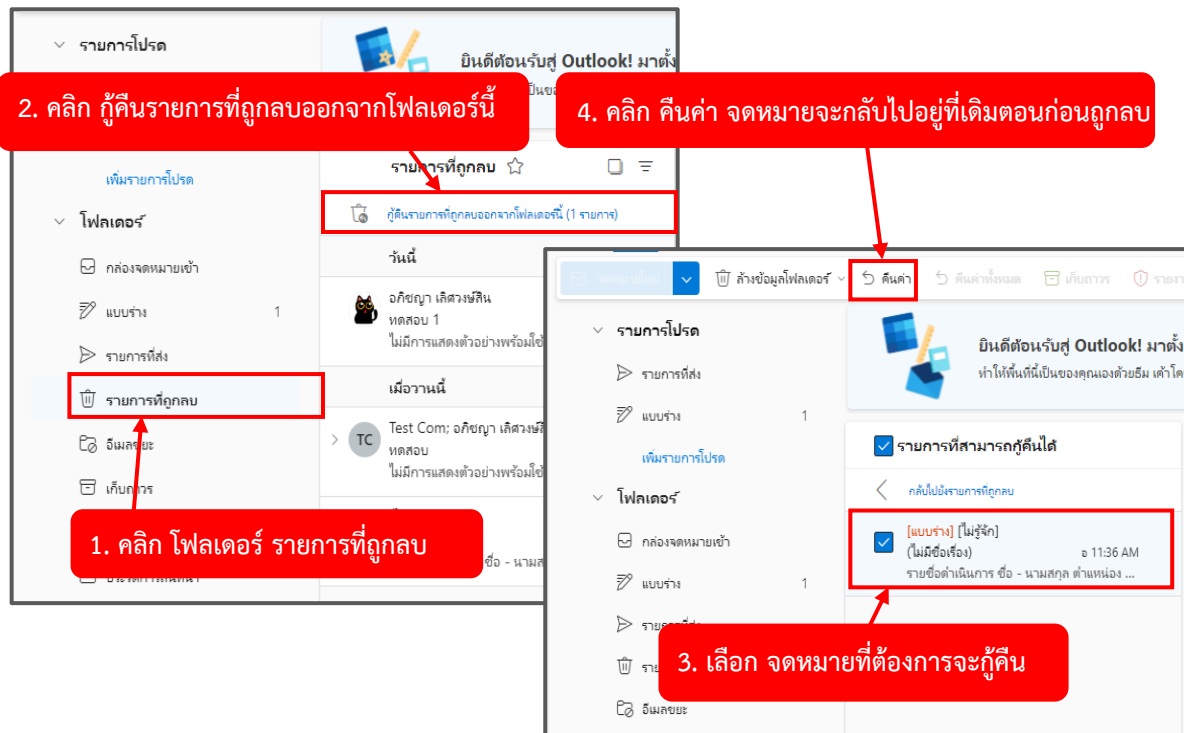 รายการโปรด
ยินดีต้อนรับสู่ Outlook! มาตั้ง
2. คลิก กู้คืนรายการที่ถูกลบออกจากโฟลเดอร์นี้
เพิ่มรายการโปรด
โฟลเดอร์
กล่องจดหมายเข้า
แบบร่าง 1
รายการที่ส่ง
รายการที่ถูกลบ
อีเมลขยะ
เก็บถาวร
1. คลิก โฟลเดอร์ รายการที่ถูกลบ
รายการที่ถูกลบ
กู้คืนรายการที่ถูกลบออกจากโฟลเดอร์นี้ (1 รายการ)
วันนี้
อภิชญา เลิศวงษ์สิน
ทดสอบ 1
ไม่มีการแสดงตัวอย่างพร้อมใช้
เมื่อวานนี้
TC
Test Com; อภิชญา เลิศวงษ์สิ
ทดสอบ
ไม่มีการแสดงตัวอย่างพร้อมใช้
ชื่อ - นามส
4. คลิก คืนค่า จดหมายจะกลับไปอยู่ที่เดิมตอนก่อนถูกลบ
จดหมายใหม่
ล้างข้อมูลโฟลเดอร์
คืนค่า
คืนค่าทั้งหมด
เก็บถาวร
รายงา
รายการโปรด
รายการที่ส่ง
แบบร่าง 1
เพิ่มรายการโปรด
โฟลเดอร์
กล่องจดหมายเข้า
แบบร่าง 1
อีเมลขยะ
ยินดีต้อนรับสู่ Outlook! มาตั้ง
ทำให้พื้นที่นี้เป็นของคุณเองด้วยธีม เค้าโค
รายการที่สามารถกู้คืนได้
กลับไปยังรายการที่ถูกลบ
[แบบร่าง] [ไม่รู้จัก]
(ไม่มีชื่อเรื่อง) อ 11:36 AM
รายชื่อดำเนินการ ชื่อ - นามสกุล ตำแหน่อง ...
3. เลือก จดหมายที่ต้องการจะกู้คืน